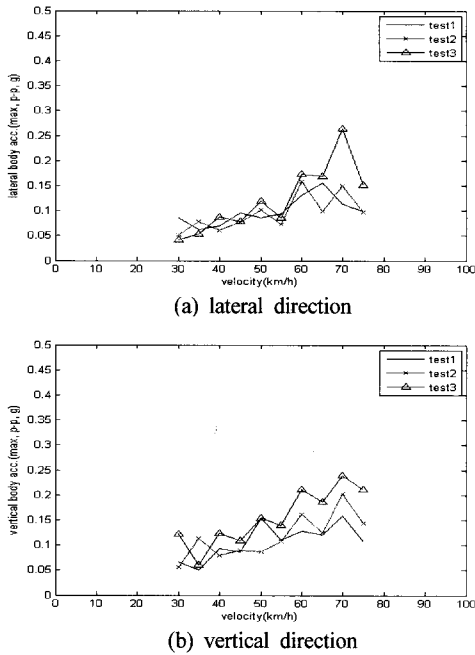 0.5
0.45
0.4
0.35
0.3
0.25
0.2
0.15
0.1
0.05
0
lateral body acc.(max, p-p, g)
test1
test2
test3
0 10 20 30 40 50 60 70 80 90 100
velocity(km/h)
(a) lateral direction
0.5
0.45
0.4
0.35
0.3
0.25
0.2
0.15
0.1
0.05
0
vertical body acc.(max, p-p, g)
test1
test2
test3
0 10 20 30 40 50 60 70 80 90 100
velocity(km/h)
(b) vertical direction